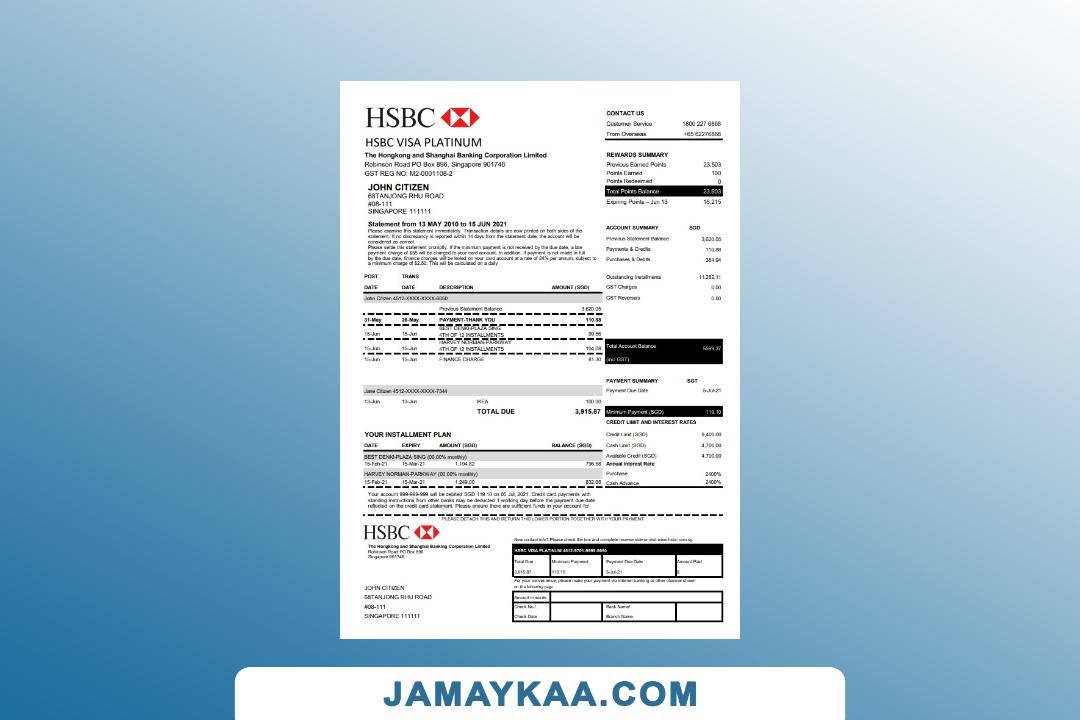 HSBC
HSBC VISA PLATINUM
The Hongkong and Shanghai Banking Corporation Limited
Robinson Road PO Box 896, Singapore 901746
GST REG NO: M2-0001108-2
JOHN CITIZEN
68TANJONG RHU ROAD
#08-111
SINGAPORE 111111
Statement from 13 MAY 2010 to 15 JUN 2021
Please examine this statement immediately. Transaction details are now printed on both sides of the
statement. If no discrepancy is reported within 14 days from the statement date, the account will be
considered as correct.
Please settle this statement promptly. If the minimum payment is not received by the due date, a late
payment charge of $55 will be charged to your card account. In addition, if payment is not made in full
by the due date, finance charges will be levied on your card account at a rate of 24% per annum, subject to
a minimum charge of $2.50. This will be calculated on a daily
POST TRANS
DATE DATE DESCRIPTION AMOUNT (SGD)
John Citizen 4512-XXXX-XXXX-6650
Previous Statement Balance 3,620.05
31-May 26-May PAYMENT-THANK YOU 110.88
BEST DENKI-PLAZA SING
15-Jun 15-Jun 4TH OF 12 INSTALLMENTS 99.56
HARVEY NORMAN-PARKWAY
15-Jun 15-Jun 4TH OF 12 INSTALLMENTS 104.08
15-Jun 15-Jun FINANCE CHARGE 81.30
Jane Citizen 4512-XXXX-XXXX-7344
13-Jun 13-Jun IKEA 100.00
TOTAL DUE 3,915.87
YOUR INSTALLMENT PLAN
DATE EXPIRY AMOUNT (SGD) BALANCE (SGD)
BEST DENKI-PLAZA SING (00.00% monthly)
15-Feb-21 15-Mar-21 1,194.82 796.58
HARVEY NORMAN-PARKWAY (00.00% monthly)
15-Feb-21 15-Mar-21 1,249.00 832.68
Your account 999-999-999 will be debited SGD 119.10 on 05 Jul, 2021. Credit card payments with
standing instructions from other banks may be deducted 1 working day before the payment due date
reflected on the credit card statement. Please ensure there are sufficient funds in your account for
CONTACT US
Customer Service 1800 227 6868
From Overseas +65 62276868
REWARDS SUMMARY
Previous Earned Points 23,503
Points Earned 100
Points Redeemed 0
Total Points Balance 23,603
Expiring Points – Jun 13 16,215
ACCOUNT SUMMARY SGD
Previous Statement Balance 3,620.05
Payments & Credits 110.88
Purchases & Debits 384.94
Outstanding Installments 11,282.11
GST Charges 0.00
GST Reverses 0.00
Total Account Balance 5599.37
(incl GST)
PAYMENT SUMMARY SGT
Payment Due Date 5-Jul-21
Minimum Payment (SGD) 119.10
CREDIT LIMIT AND INTEREST RATES
Credit Limit (SGD) 9,400.00
Cash Limit (SGD) 4,700.00
Available Credit (SGD) 4,700.00
Annual Interest Rate
Purchase 2400%
Cash Advance 2400%
PLEASE DETACH THIS AND RETURN THIS LOWER PORTION TOGETHER WITH YOUR PAYMENT
HSBC
The Hongkong and Shanghai Banking Corporation Limited
Robinson Road PO Box 896
Singapore 901746
JOHN CITIZEN
68TANJONG RHU ROAD
#08-111
SINGAPORE 111111
New contact info? Please check the box and complete reverse side or visit www.hsbc.com.sg.
Total Due Minimum Payment Payment Due Date Amount Paid
3,915.87 119.10 5-Jul-21
For your convenience, please make your payment via internet banking or other channel shown
on the following page
Amount in words
Check No.! Bank Name!
Check Date Branch Name
JAMAYKAA.COM